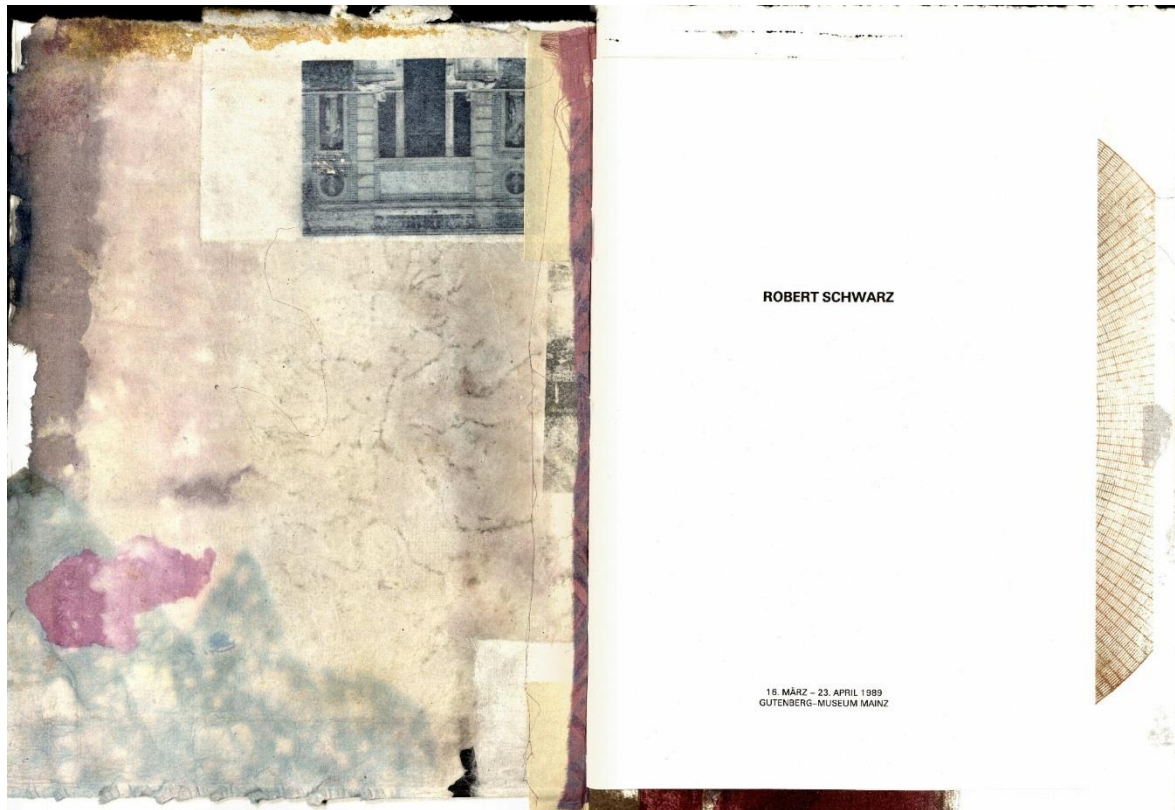 ROBERT SCHWARZ
16. MÄRZ – 23. APRIL 1989
GUTENBERG–MUSEUM MAINZ